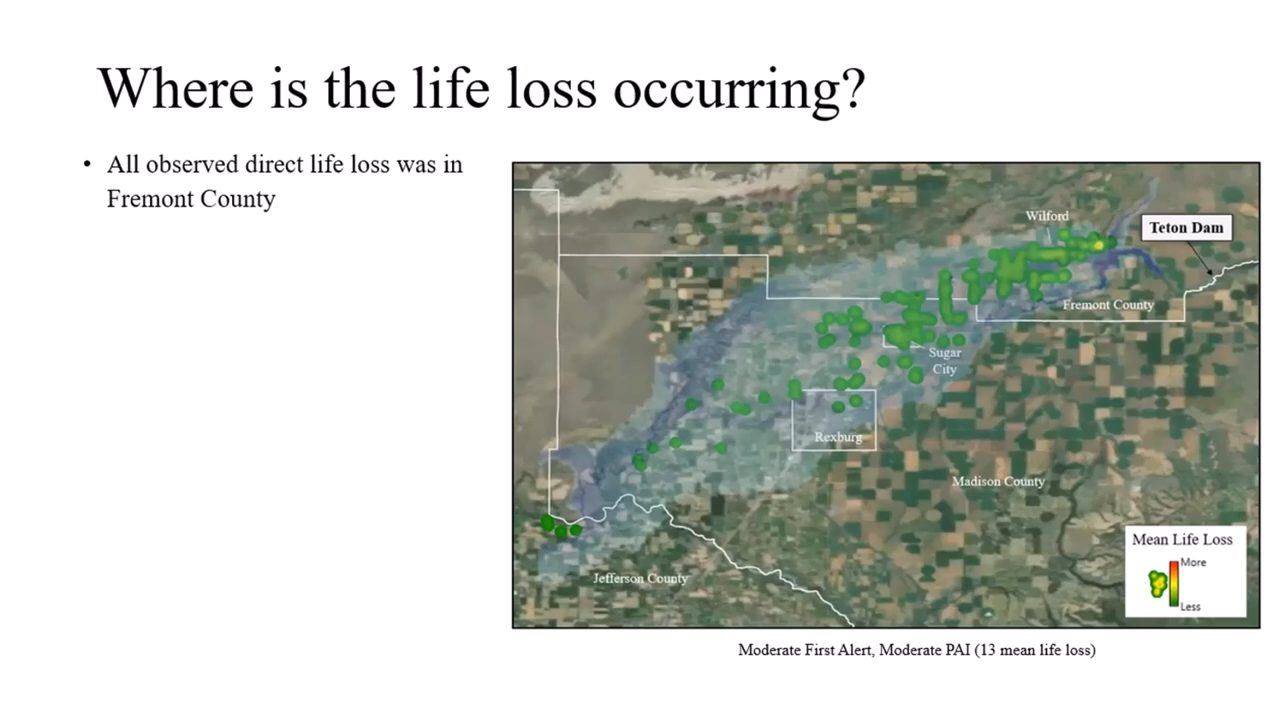 Where is the life loss occurring?
• All observed direct life loss was in
Fremont County
Wilford
Teton Dam
Fremont County
Sugar
City
Rexburg
Madison County
Jefferson County
Mean Life Loss
More
Less
Moderate First Alert, Moderate PAI (13 mean life loss)